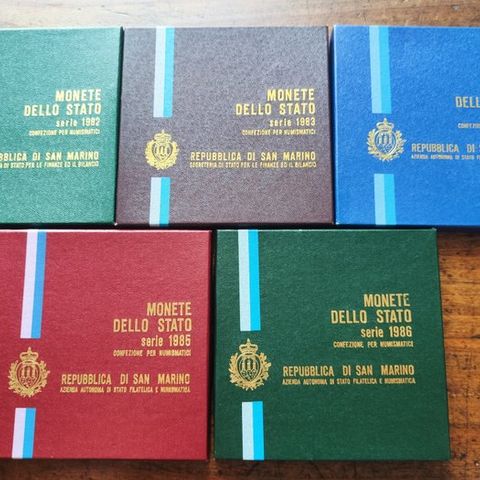 MONETE
DELLO STATO
serie 1982
CONFEZIONE PER NUMISMATICI
REPUBBLICA DI SAN MARINO
DI STATO PER LE FINANZE ED IL BILANCIO
MONETE
DELLO STATO
serie 1983
CONFEZIONE PER NUMISMATICI
REPUBBLICA DI SAN MARINO
SEGRETERIA DI STATO PER LE FINANZE ED IL BILANCIO
REPUBBLICA DI
AZIENDA AUTONOMA DI STATO
MONETE
DELLO STATO
serie 1985
CONFEZIONE PER NUMISMATICI
REPUBBLICA DI SAN MARINO
AZIENDA AUTONOMA DI STATO FILATELICA E NUMISMATICA
MONETE
DELLO STATO
serie 1986
CONFEZIONE PER NUMISMATICI
REPUBBLICA DI SAN MARINO
AZIENDA AUTONOMA DI STATO FILATELICA E NUMISMATICA